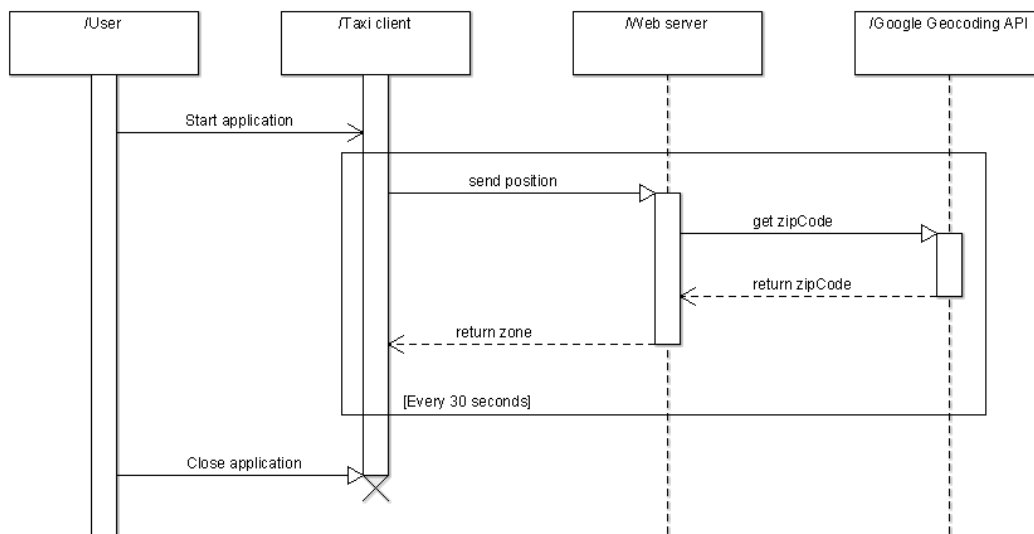 /User
/Taxi client
/Web server
/Google Geocoding API
Start application
send position
get zipCode
return zipCode
return zone
[Every 30 seconds]
Close application